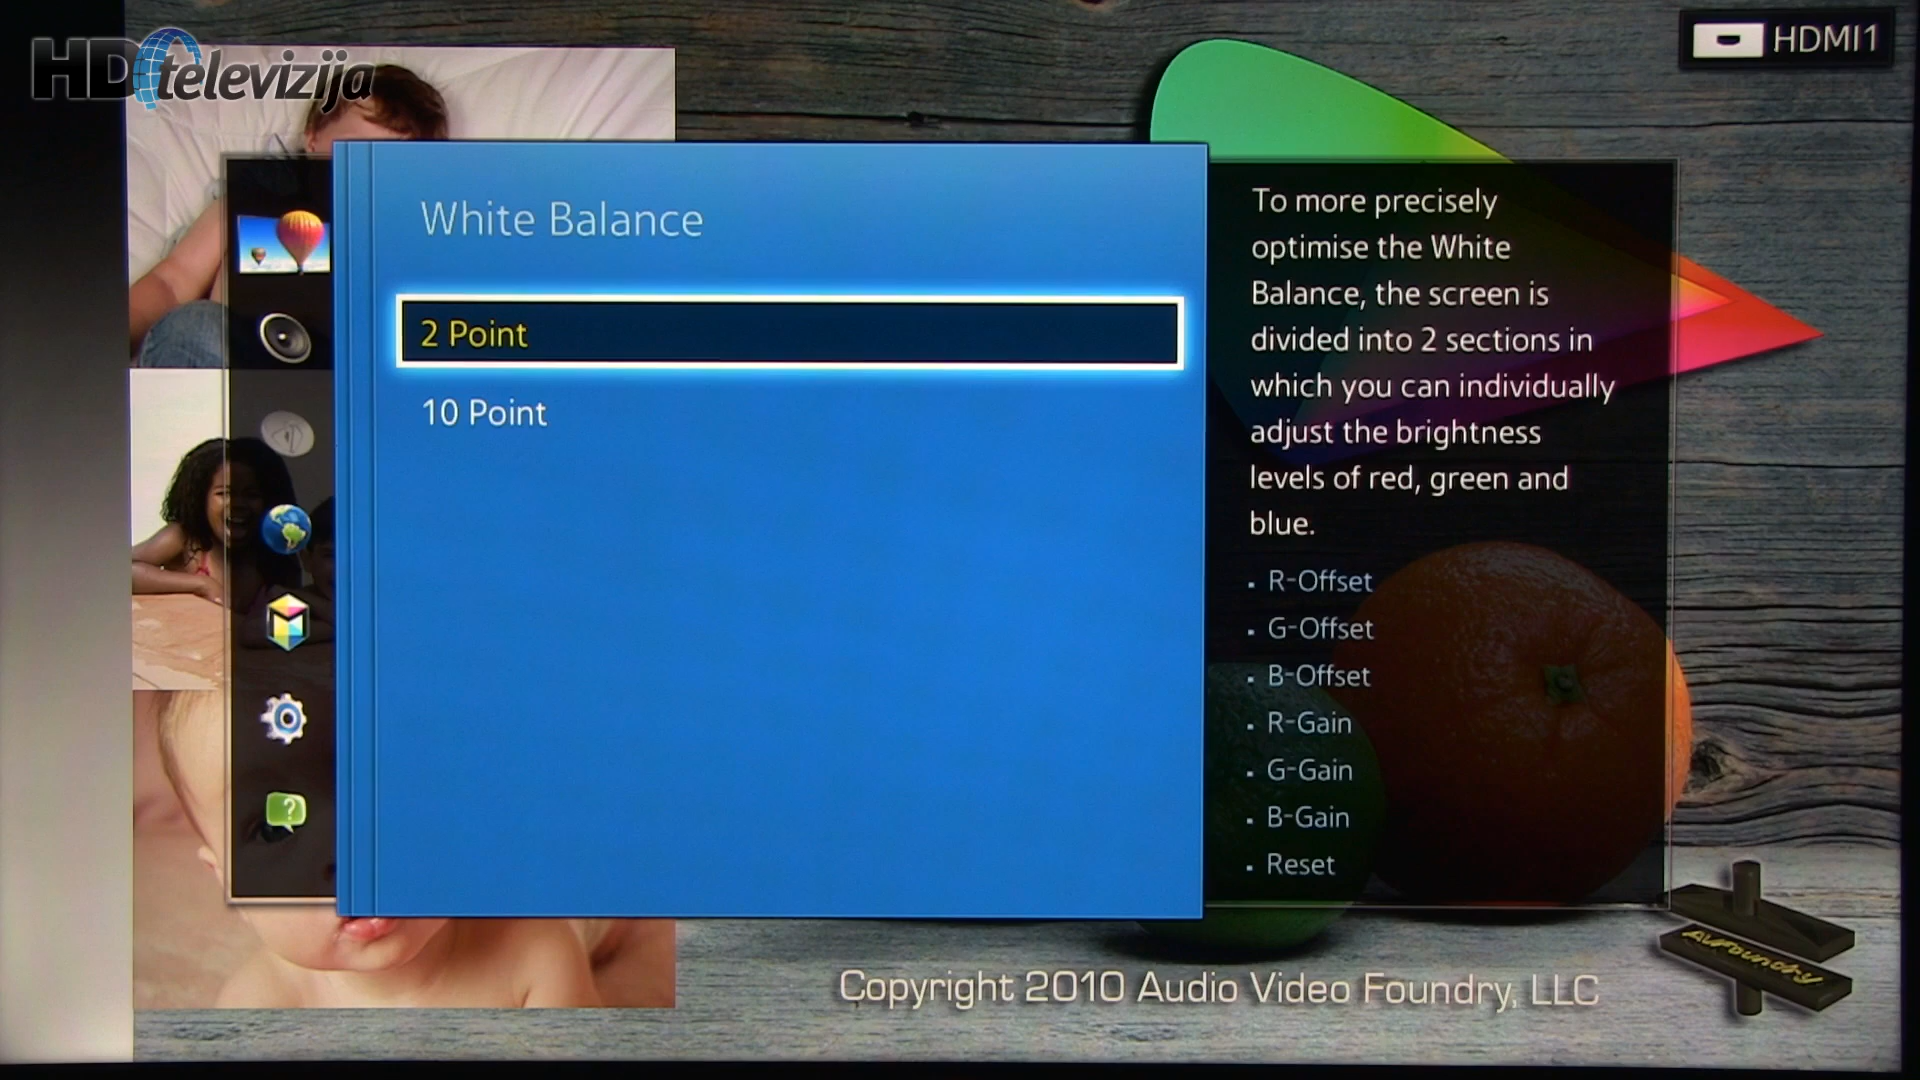 HDtelevizija
HDMI1
White Balance
2 Point
10 Point
To more precisely
optimise the White
Balance, the screen is
divided into 2 sections in
which you can individually
adjust the brightness
levels of red, green and
blue.
▪ R-Offset
▪ G-Offset
▪ B-Offset
▪ R-Gain
▪ G-Gain
▪ B-Gain
▪ Reset
?
AVFoundry
Copyright 2010 Audio Video Foundry, LLC